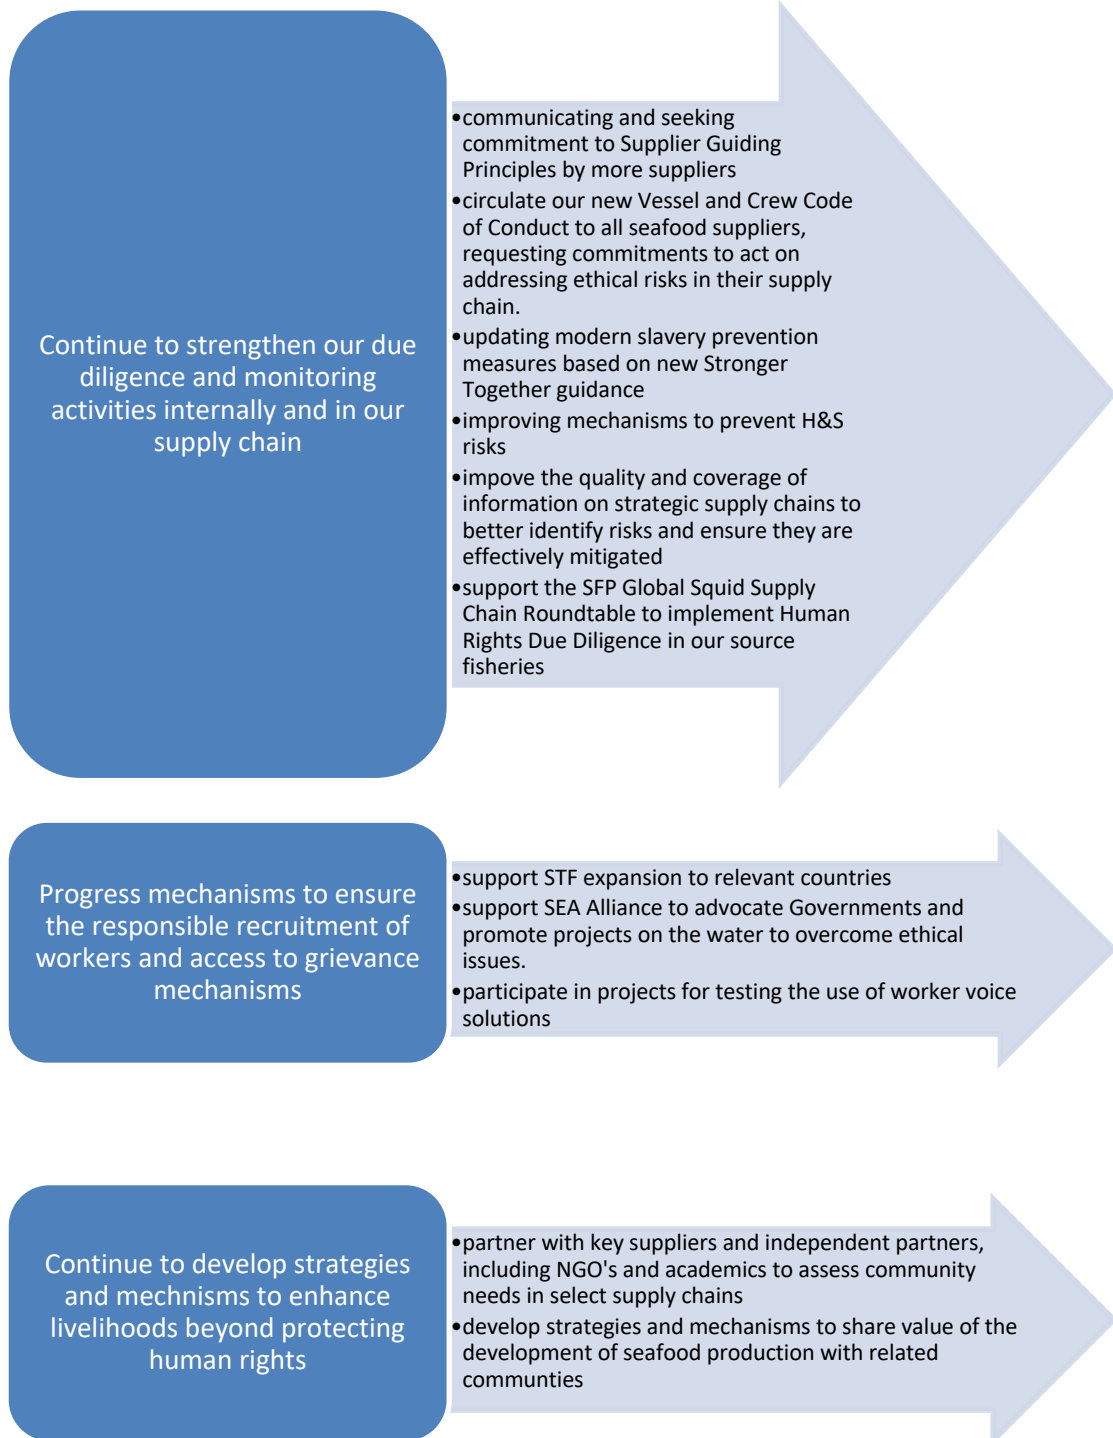 Continue to strengthen our due
diligence and monitoring
activities internally and in our
supply chain
•communicating and seeking
commitment to Supplier Guiding
Principles by more suppliers
•circulate our new Vessel and Crew Code
of Conduct to all seafood suppliers,
requesting commitments to act on
addressing ethical risks in their supply
chain.
•updating modern slavery prevention
measures based on new Stronger
Together guidance
•improving mechanisms to prevent H&S
risks
•impove the quality and coverage of
information on strategic supply chains to
better identify risks and ensure they are
effectively mitigated
•support the SFP Global Squid Supply
Chain Roundtable to implement Human
Rights Due Diligence in our source
fisheries
Progress mechanisms to ensure
the responsible recruitment of
workers and access to grievance
mechanisms
•support STF expansion to relevant countries
•support SEA Alliance to advocate Governments and
promote projects on the water to overcome ethical
issues.
•participate in projects for testing the use of worker voice
solutions
Continue to develop strategies
and mechnisms to enhance
livelihoods beyond protecting
human rights
•partner with key suppliers and independent partners,
including NGO's and academics to assess community
needs in select supply chains
•develop strategies and mechanisms to share value of the
development of seafood production with related
communties